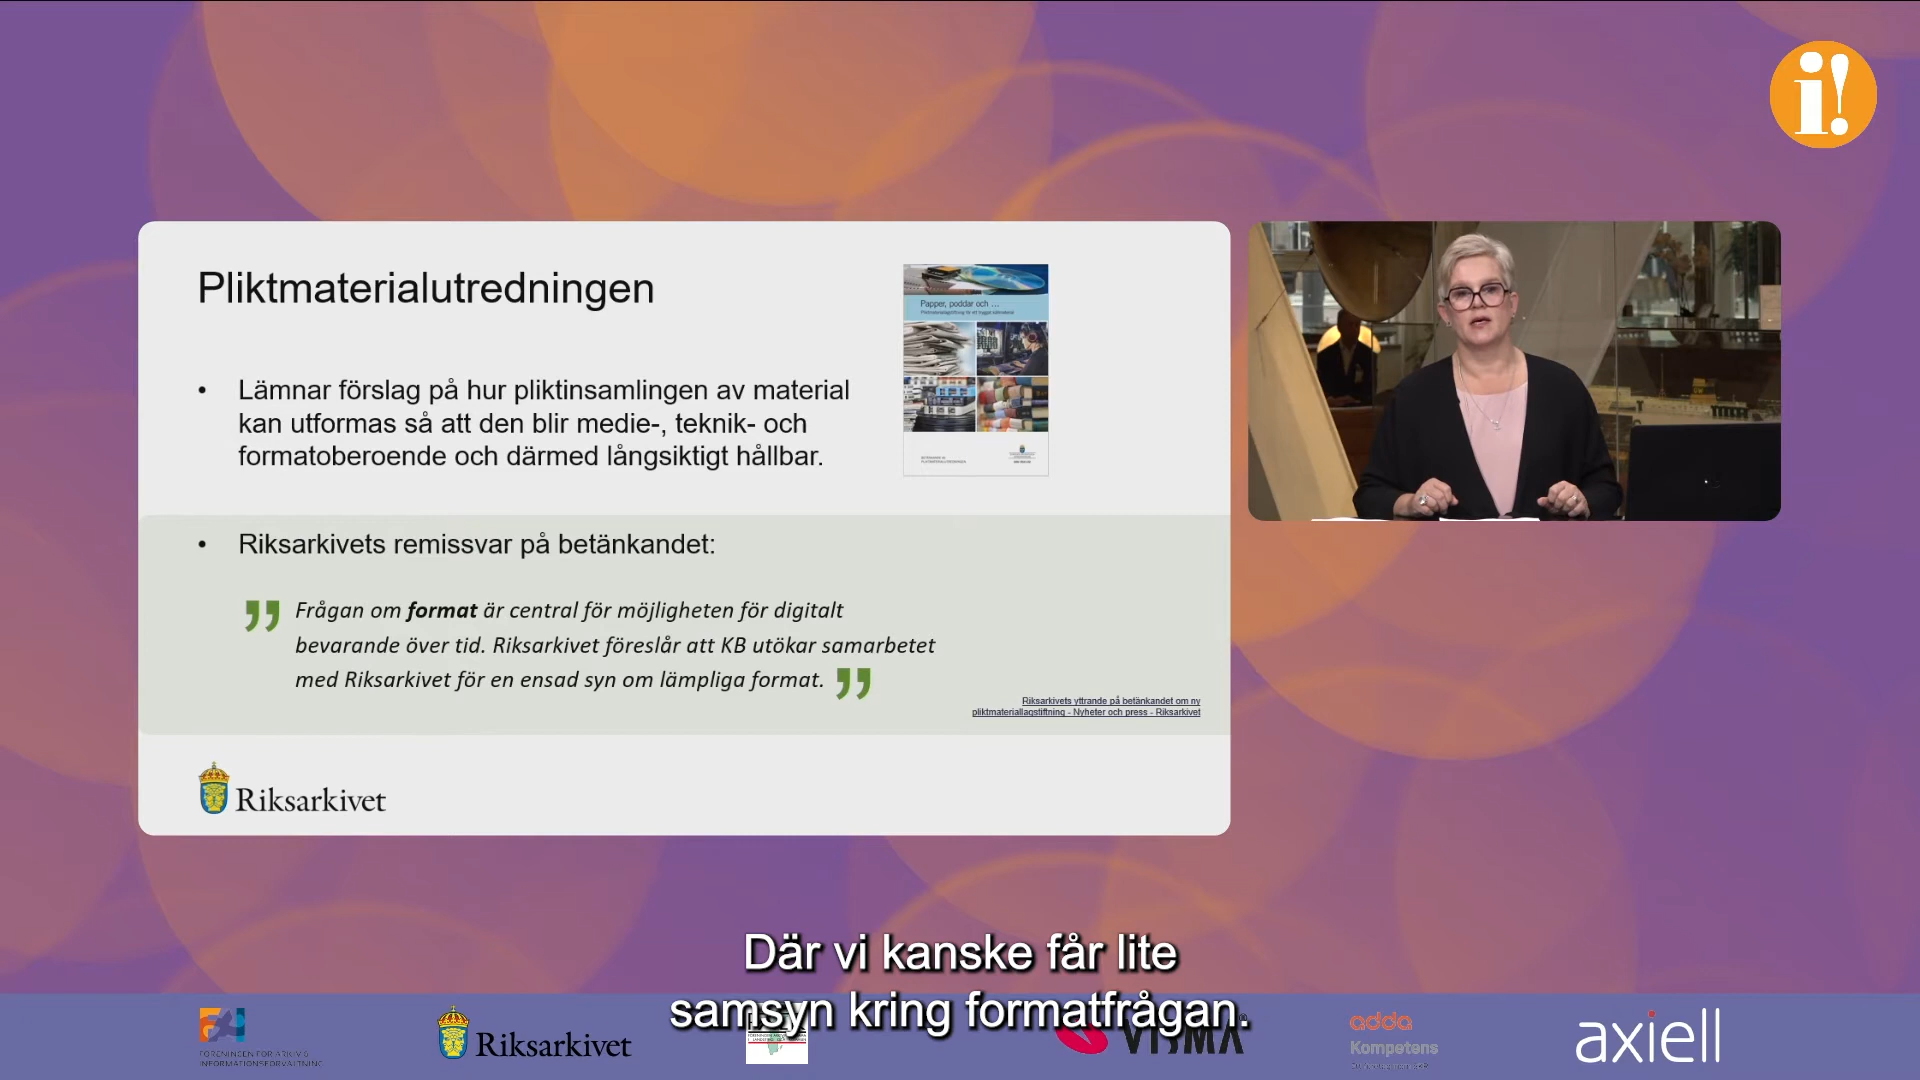 i!
Pliktmaterialutredningen
Papper, poddar och ...
• Lämnar förslag på hur pliktinsamlingen av material
kan utformas så att den blir medie-, teknik- och
formatoberoende och därmed långsiktigt hållbar.
• Riksarkivets remissvar på betänkandet:
” Frågan om format är central för möjligheten för digitalt
bevarande över tid. Riksarkivet föreslår att KB utökar samarbetet
med Riksarkivet för en ensad syn om lämpliga format. ”
Riksarkivets yttrande på betänkandet om ny
pliktmateriallagstiftning - Nyheter och press - Riksarkivet
Riksarkivet
Där vi kanske får lite
samsyn kring formatfrågan.
FÖRENINGEN FÖR ARKIV &
INFORMATIONSFÖRVALTNING
Riksarkivet
VISMA
adda
Kompetens
axiell